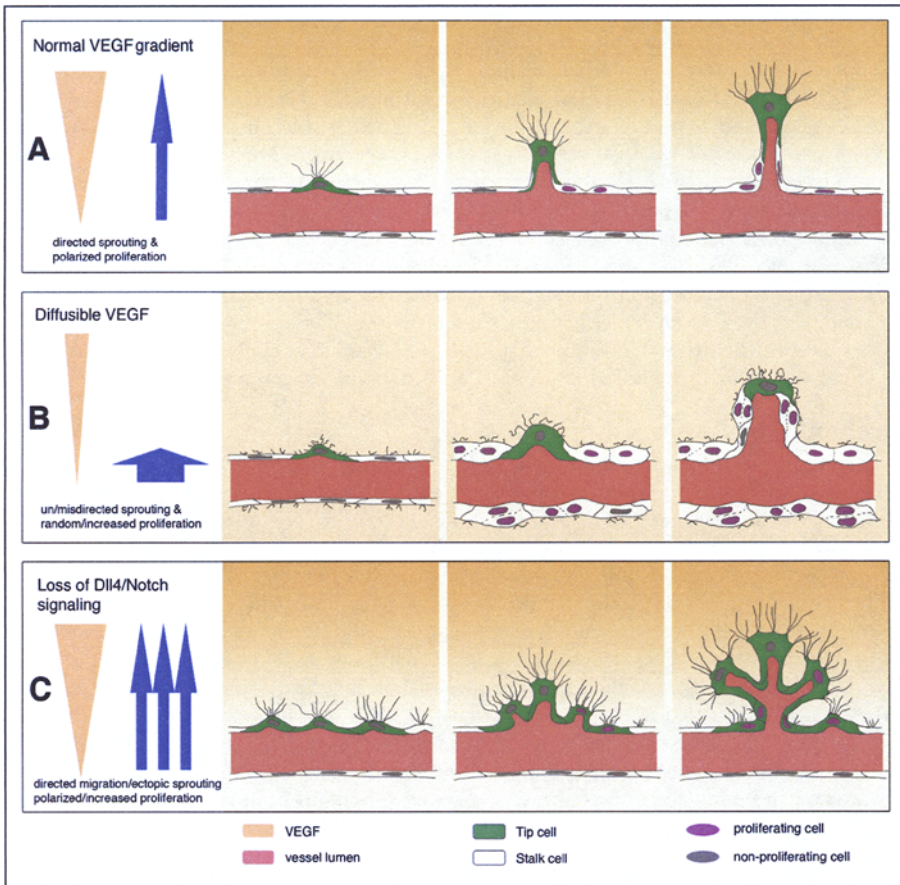 Normal VEGF gradient
A
directed sprouting &
polarized proliferation
Diffusible VEGF
B
un/misdirected sprouting &
random/increased proliferation
Loss of Dll4/Notch
signaling
C
directed migration/ectopic sprouting
polarized/increased proliferation
VEGF
Tip cell
proliferating cell
vessel lumen
Stalk cell
non-proliferating cell